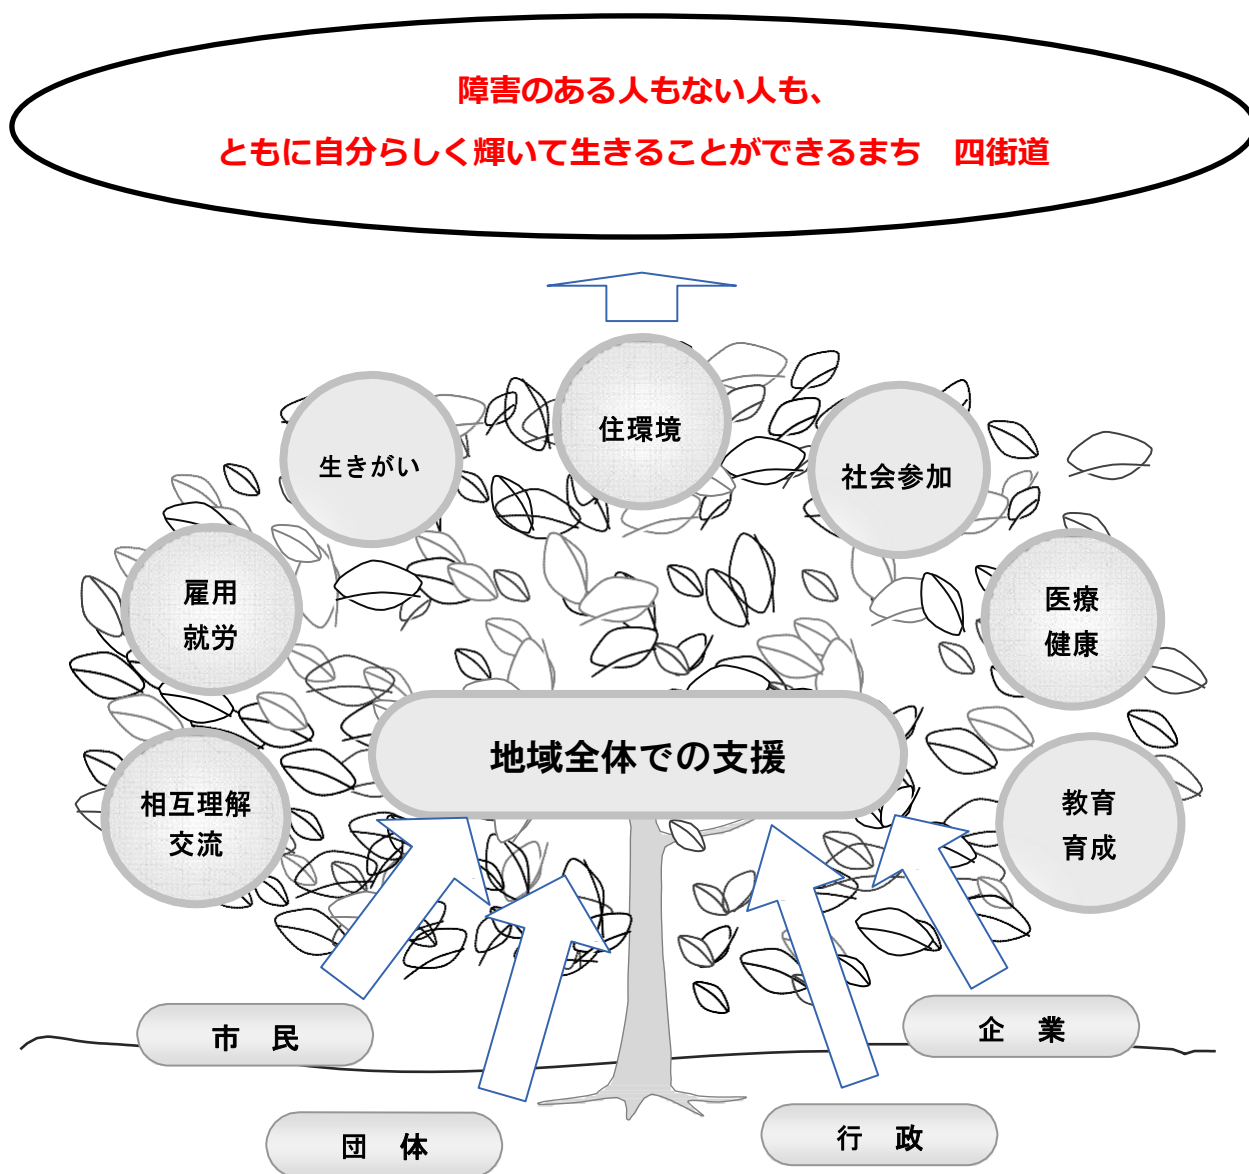 障害のある人もない人も、
ともに自分らしく輝いて生きることができるまち　四街道
住環境
生きがい
社会参加
雇用
就労
医療
健康
地域全体での支援
相互理解
交流
教育
育成
市　民
企　業
団　体
行　政